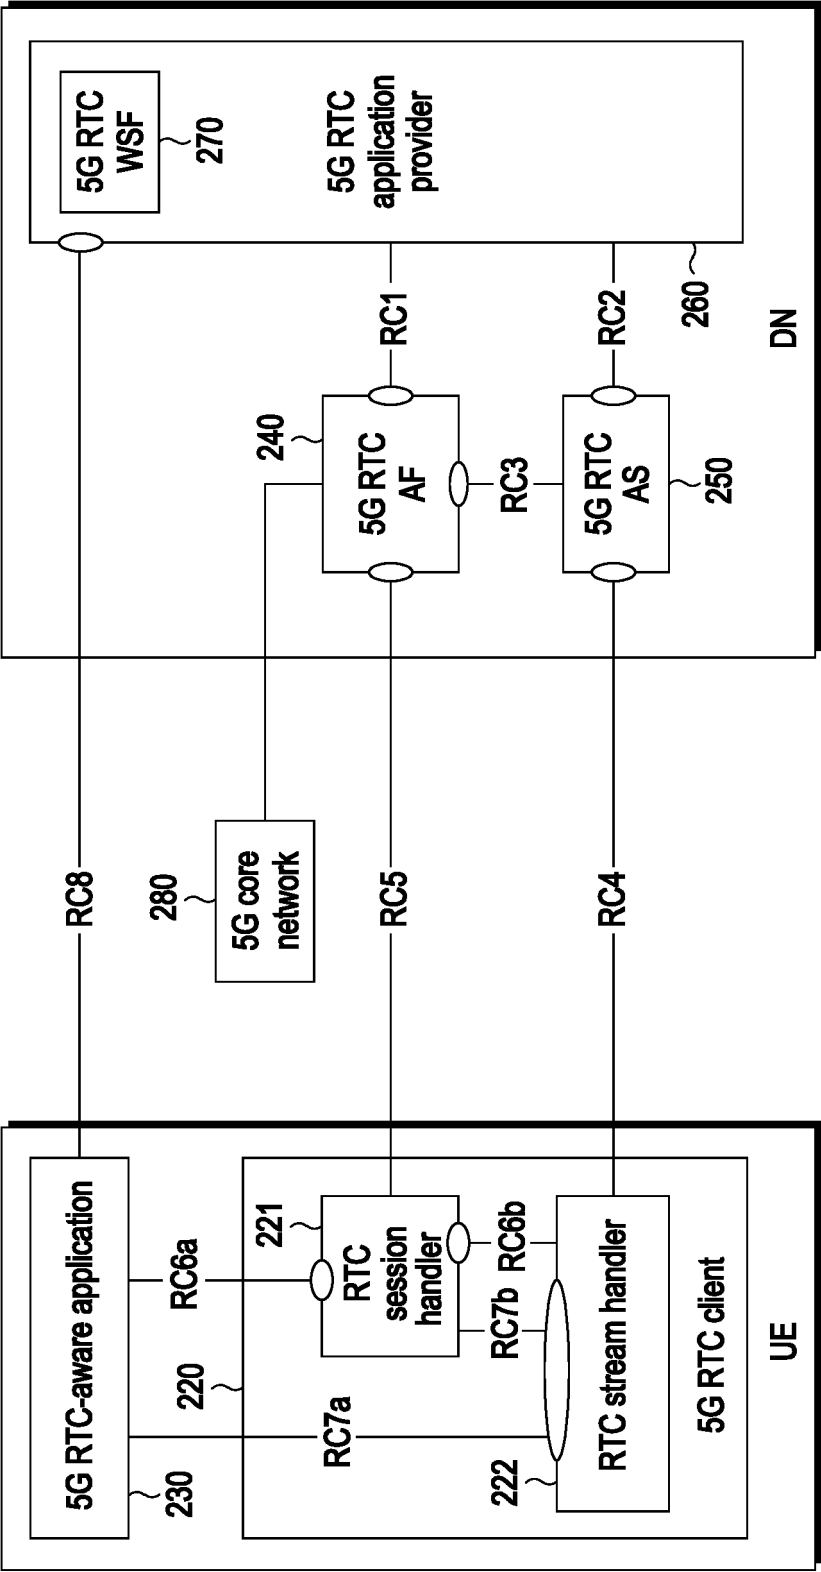 5G RTC-aware application
230
RC6a
RC7a
220
221
RTC
session
handler
RC7b
RC6b
222
RTC stream handler
5G RTC client
UE
RC8
280
5G core
network
RC5
RC4
5G RTC
WSF
270
5G RTC
application
provider
260
RC1
RC2
240
5G RTC
AF
RC3
5G RTC
AS
250
DN